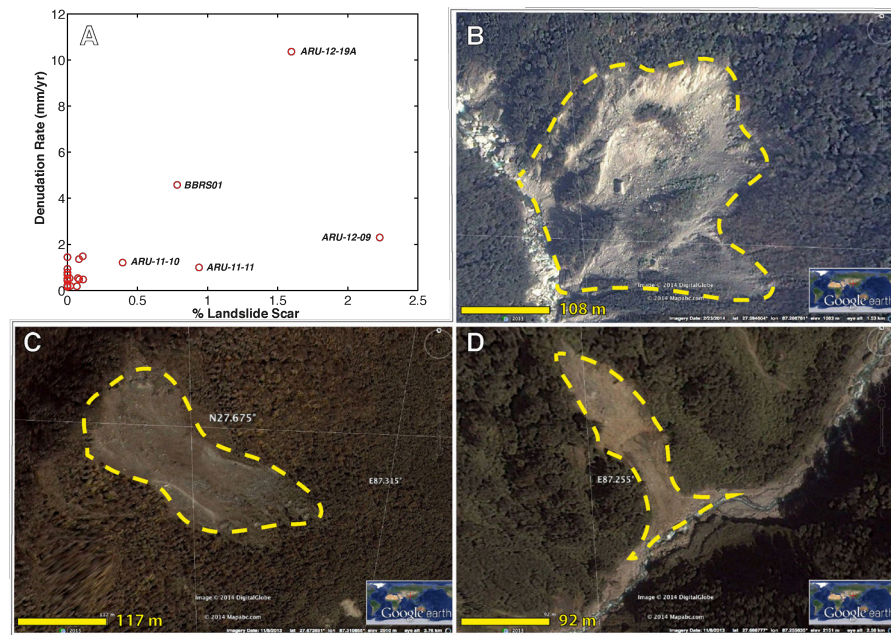 A
12
10
8
6
4
2
0
Denudation Rate (mm/yr)
ARU-12-19A
BBRS01
ARU-12-09
ARU-11-10
ARU-11-11
0 0.5 1 1.5 2 2.5
% Landslide Scar
B
Image © 2014 DigitalGlobe
© 2014 Mapabc.com
Google earth
108 m
2013
C
N27.675°
E87.315°
Image © 2014 DigitalGlobe
© 2014 Mapabc.com
Google earth
117 m
D
E87.255°
Image © 2014 DigitalGlobe
© 2014 Mapabc.com
Google earth
92 m